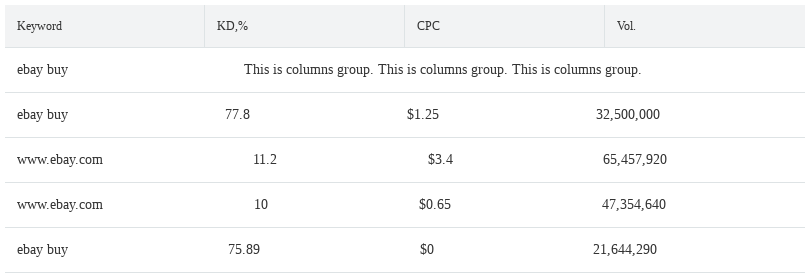 Keyword KD,% CPC Vol.
ebay buy This is columns group. This is columns group. This is columns group.
ebay buy 77.8 $1.25 32,500,000
www.ebay.com 11.2 $3.4 65,457,920
www.ebay.com 10 $0.65 47,354,640
ebay buy 75.89 $0 21,644,290